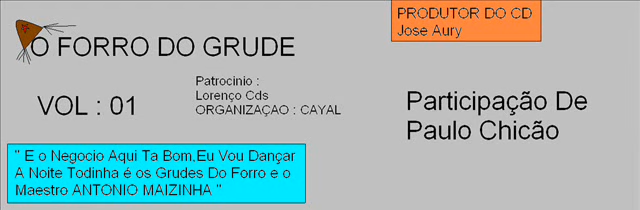 O FORRO DO GRUDE
PRODUTOR DO CD
Jose Aury
VOL : 01
Patrocinio :
Lorenço Cds
ORGANIZAÇAO : CAYAL
Participação De
Paulo Chicão
" E o Negocio Aqui Ta Bom,Eu Vou Dançar
A Noite Todinha é os Grudes Do Forro e o
Maestro ANTONIO MAIZINHA "